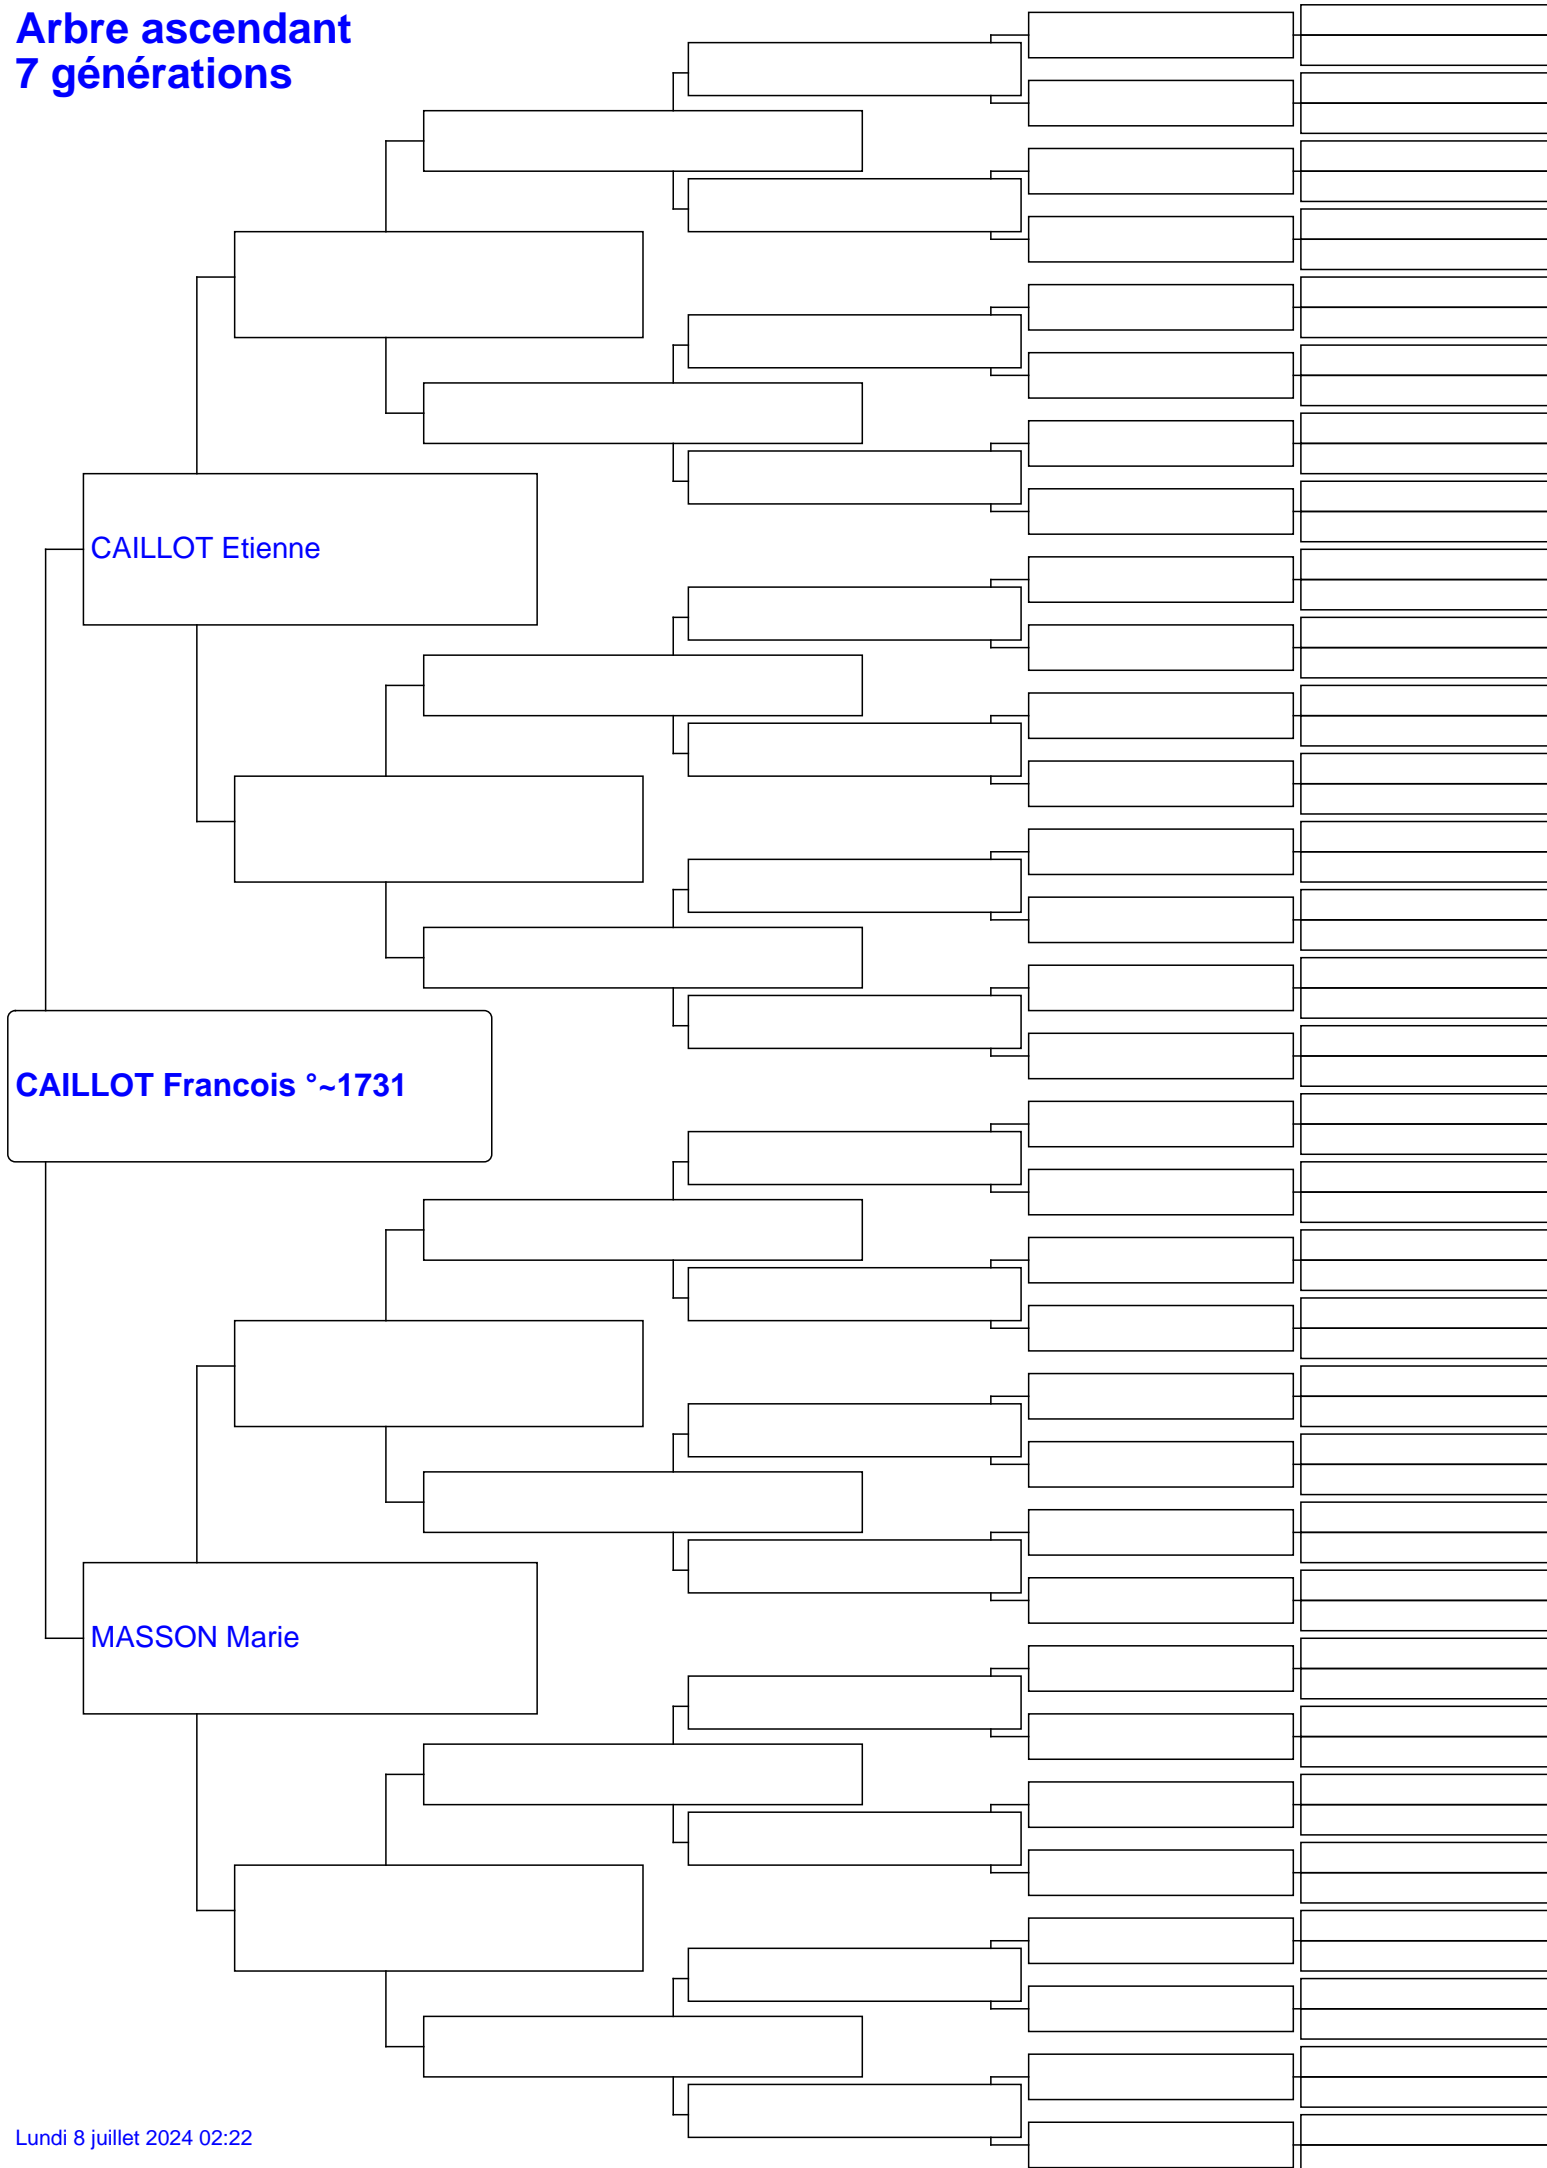 Arbre ascendant
7 générations
CAILLOT Etienne
CAILLOT Francois °~1731
MASSON Marie
Lundi 8 juillet 2024 02:22